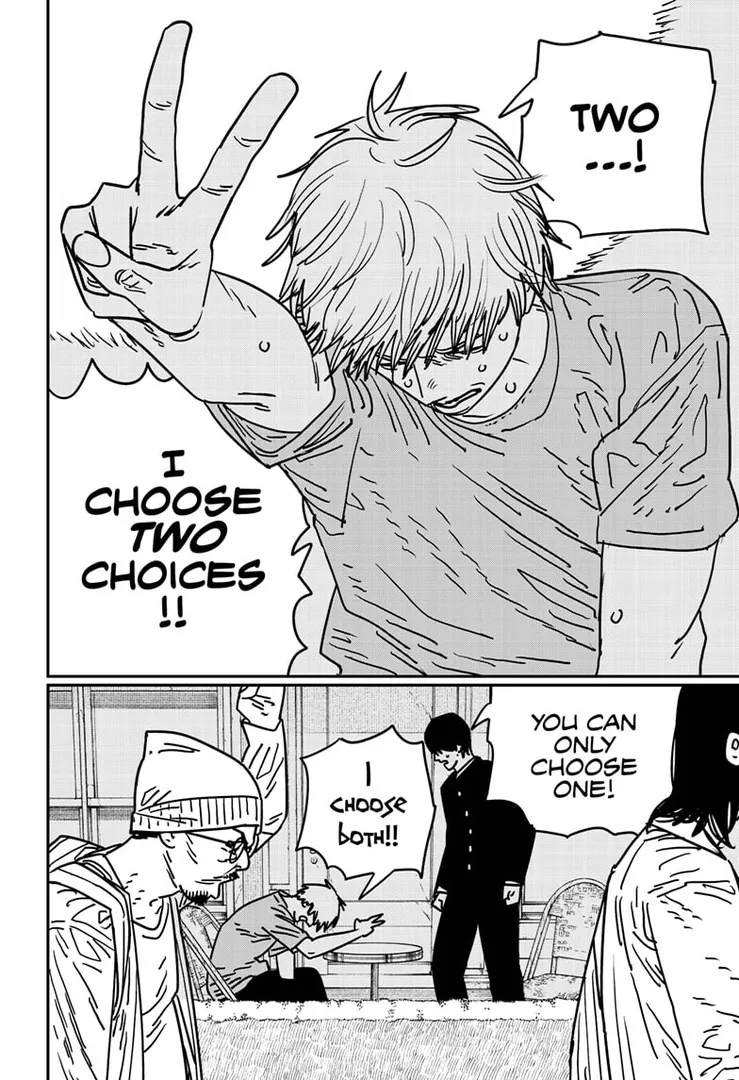 TWO
...!
I
CHOOSE
TWO
CHOICES
!!
YOU CAN
ONLY
CHOOSE
ONE!
I
choose
both!!